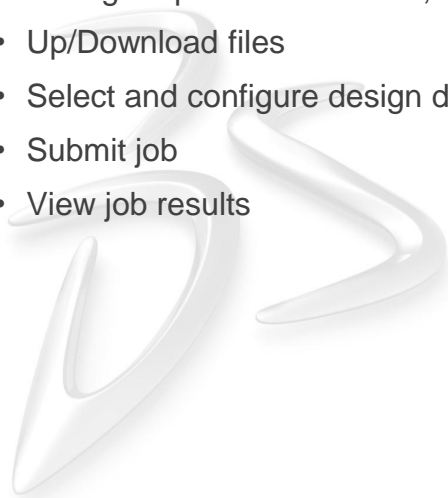 • Up/Download files
• Select and configure design d
• Submit job
• View job results